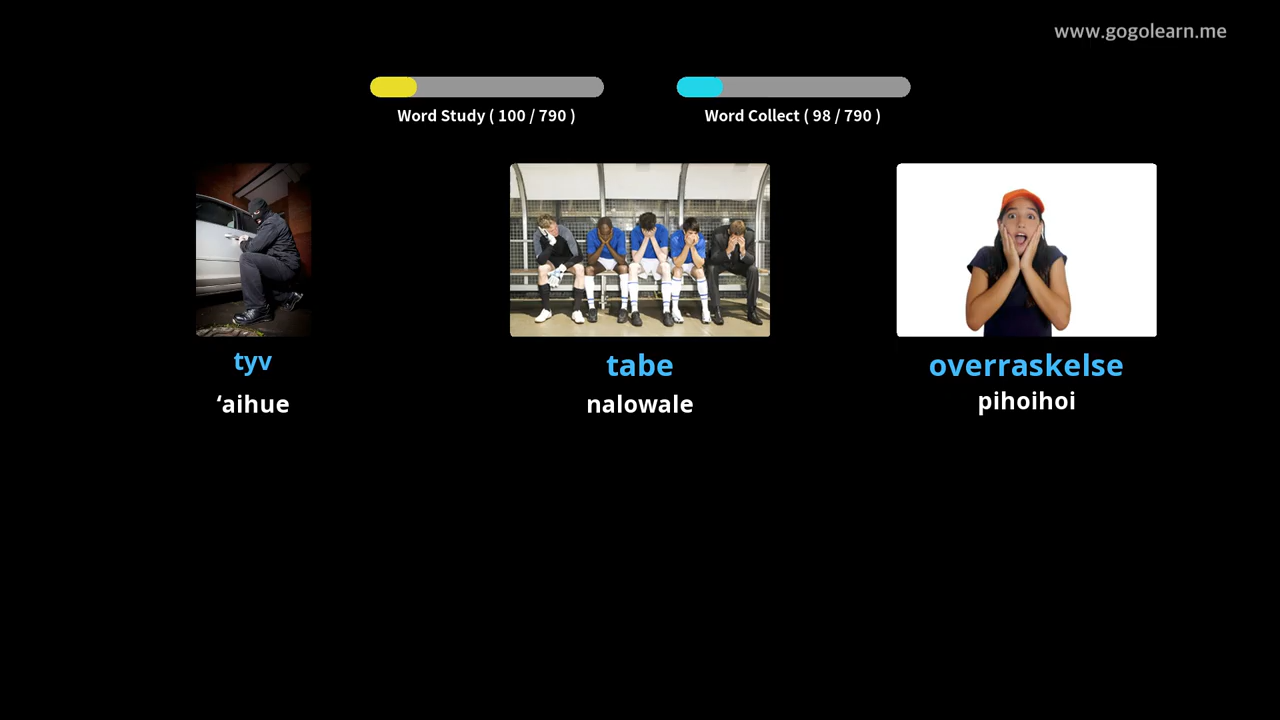 www.gogolearn.me
Word Study ( 100 / 790 )
Word Collect ( 98 / 790 )
tyv
tabe
overraskelse
ʻaihue
nalowale
pihoihoi